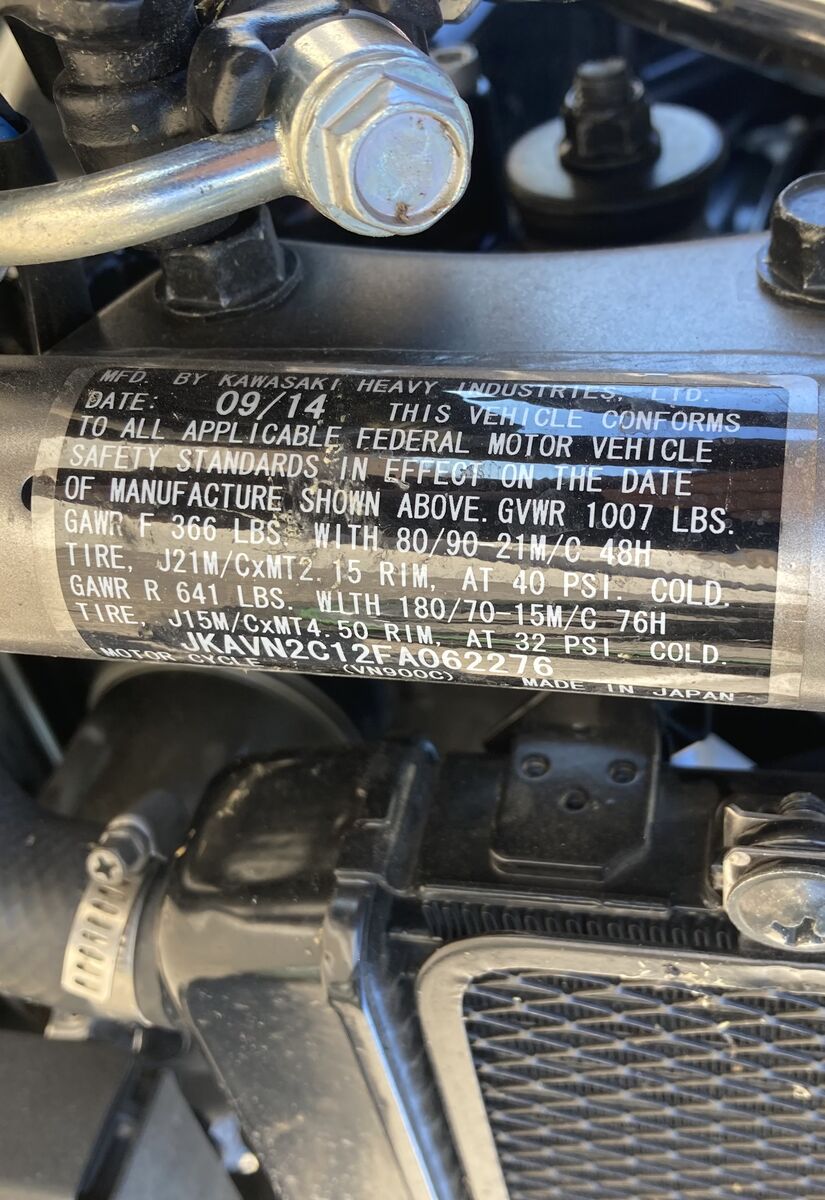 MFD. BY KAWASAKI HEAVY INDUSTRIES, LTD.
DATE: 09/14 THIS VEHICLE CONFORMS
TO ALL APPLICABLE FEDERAL MOTOR VEHICLE
SAFETY STANDARDS IN EFFECT ON THE DATE
OF MANUFACTURE SHOWN ABOVE. GVWR 1007 LBS.
GAWR F 366 LBS. WITH 80/90-21M/C 48H
TIRE, J21M/CxMT2.15 RIM, AT 40 PSI. COLD.
GAWR R 641 LBS. WITH 180/70-15M/C 76H
TIRE, J15M/CxMT4.50 RIM, AT 32 PSI. COLD.
JKAVN2C12FA062276
MOTOR CYCLE (VN900C) MADE IN JAPAN